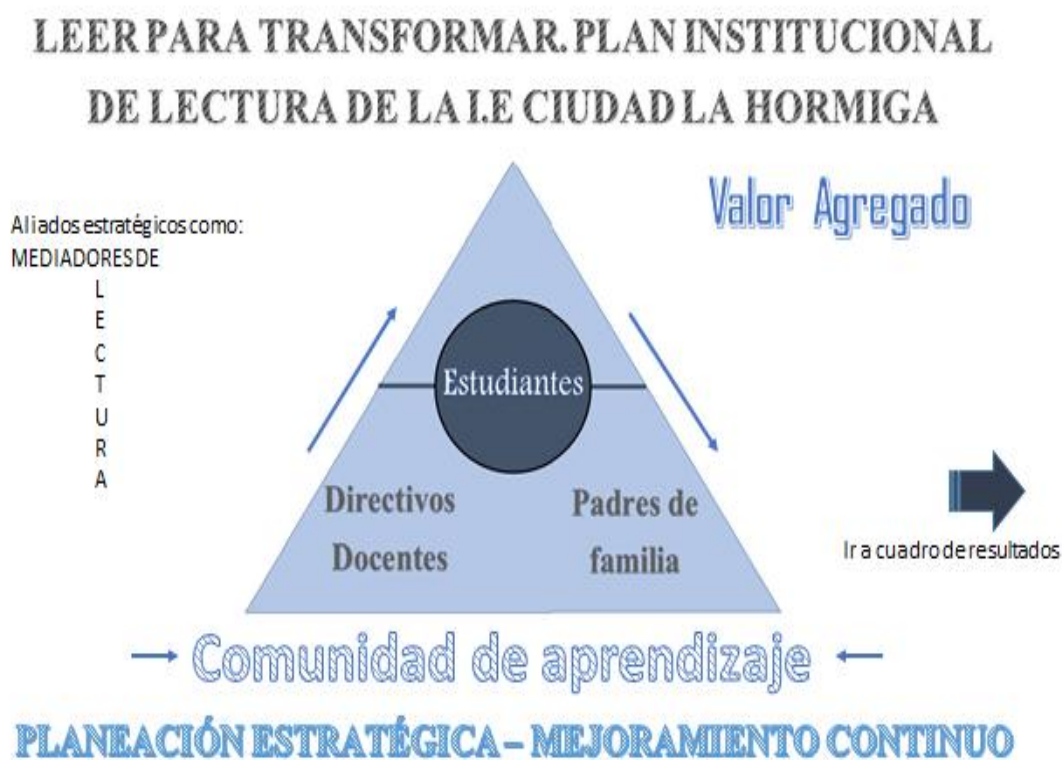 LEER PARA TRANSFORMAR. PLAN INSTITUCIONAL
DE LECTURA DE LA I.E CIUDAD LA HORMIGA
Valor Agregado
Aliados estratégicos como:
MEDIADORES DE
L
E
C
T
U
R
A
Estudiantes
Directivos
Docentes
Padres de
familia
Ir a cuadro de resultados
Comunidad de aprendizaje
PLANEACIÓN ESTRATÉGICA – MEJORAMIENTO CONTINUO